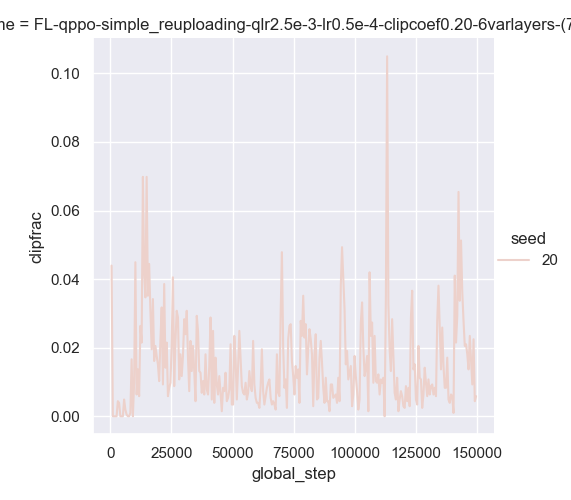 ne = FL-qppo-simple_reuploading-qlr2.5e-3-lr0.5e-4-clipcoef0.20-6varlayers-(7
0.10
0.08
0.06
0.04
0.02
0.00
clipfrac
seed
20
0 25000 50000 75000 100000 125000 150000
global_step